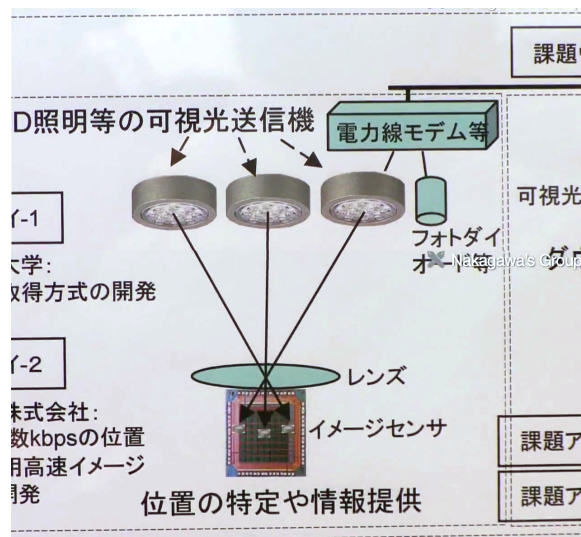 課題
D照明等の可視光送信機
電力線モデム等
イ-1
可視光
フォトダイ
オード等
Nakagawa's Group
ダウ
大学:
取得方式の開発
イ-2
レンズ
株式会社:
数kbpsの位置
用高速イメージ
開発
イメージセンサ
課題ア
位置の特定や情報提供
課題ア